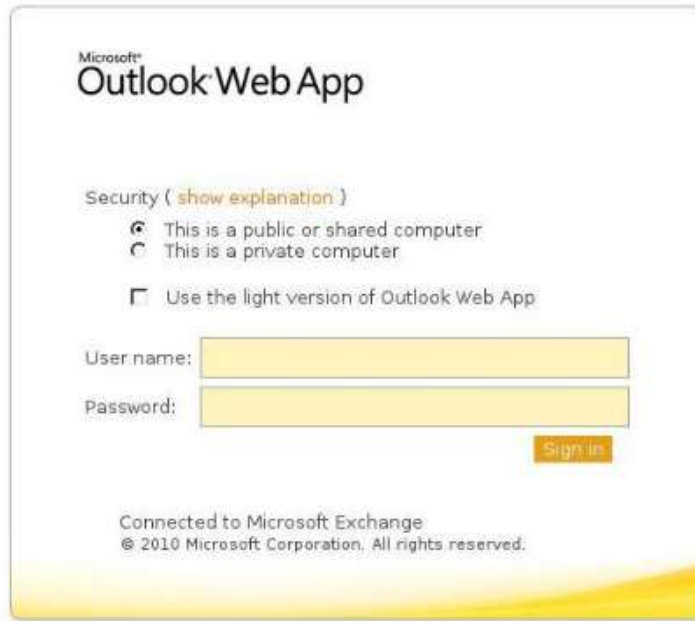 Microsoft®
Outlook® Web App
Security ( show explanation )
This is a public or shared computer
This is a private computer
Use the light version of Outlook Web App
User name:
Password:
Sign in
Connected to Microsoft Exchange
© 2010 Microsoft Corporation. All rights reserved.